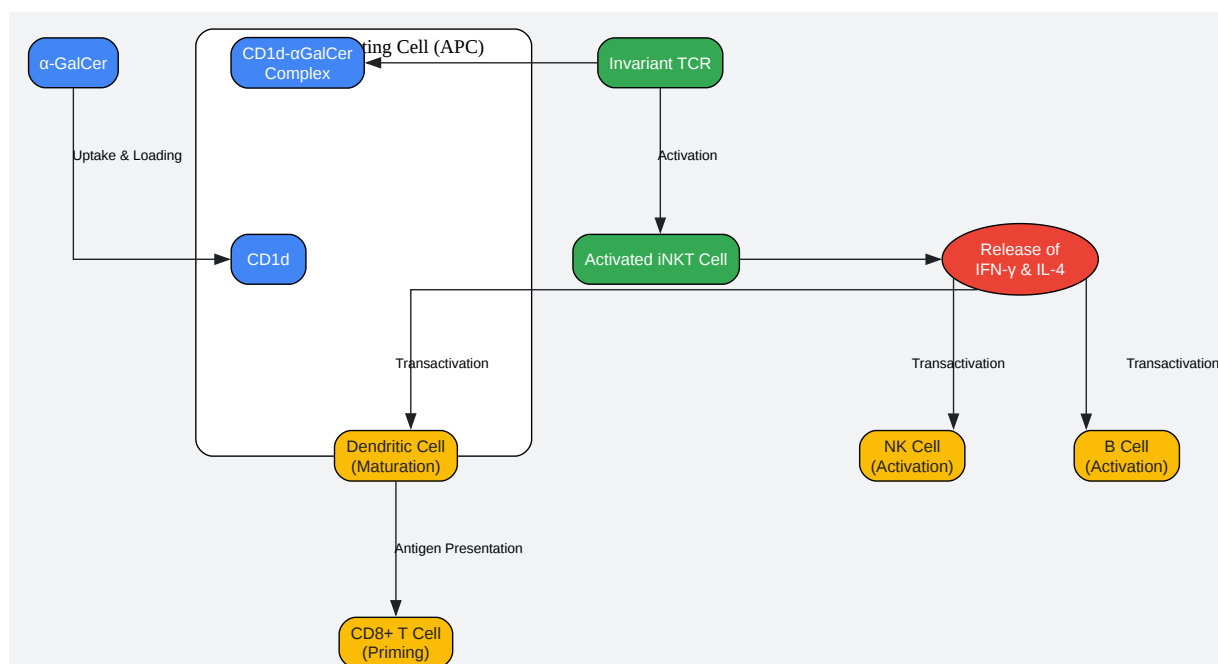 α-GalCer
CD1d-αGalCer
Complex
Cell (APC)
Invariant TCR
Uptake & Loading
Activation
CD1d
Activated iNKT Cell
Release of
IFN-γ & IL-4
Transactivation
Transactivation
Transactivation
Dendritic Cell
(Maturation)
NK Cell
(Activation)
B Cell
(Activation)
Antigen Presentation
CD8+ T Cell
(Priming)